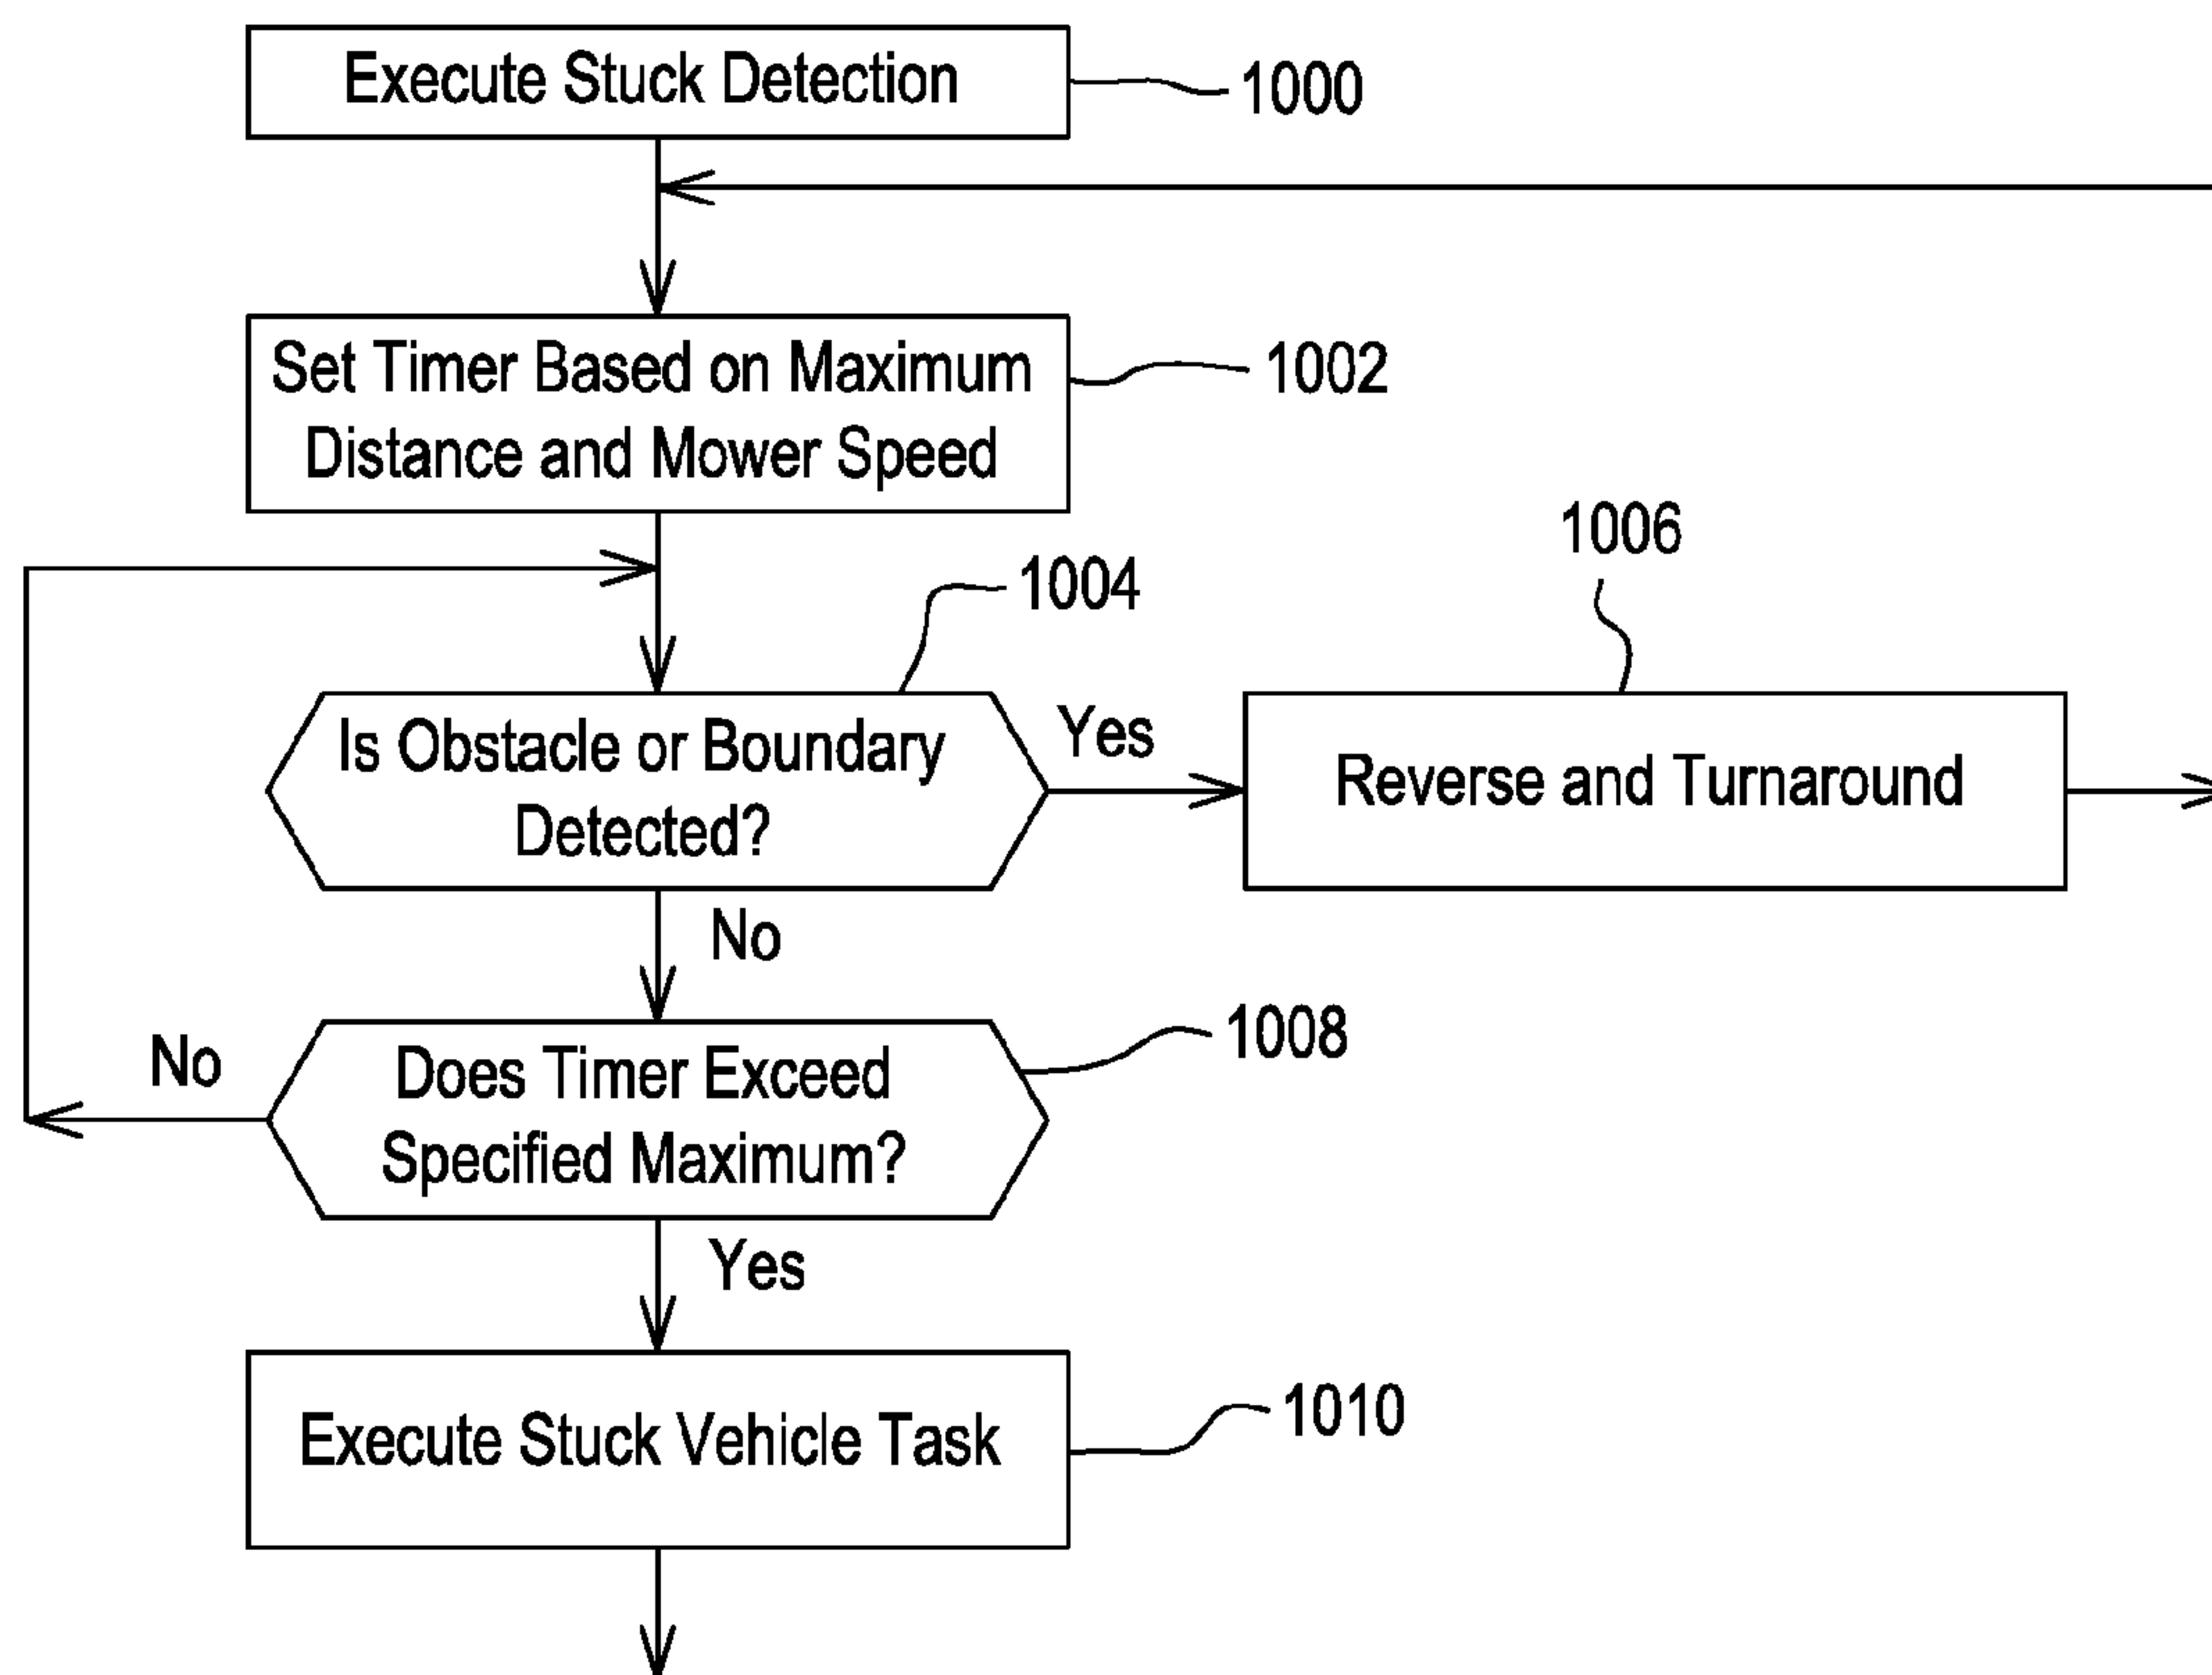 Execute Stuck Detection
1000
Set Timer Based on Maximum
Distance and Mower Speed
1002
1004
1006
Is Obstacle or Boundary
Detected?
Yes
Reverse and Turnaround
No
Does Timer Exceed
Specified Maximum?
1008
No
Yes
Execute Stuck Vehicle Task
1010